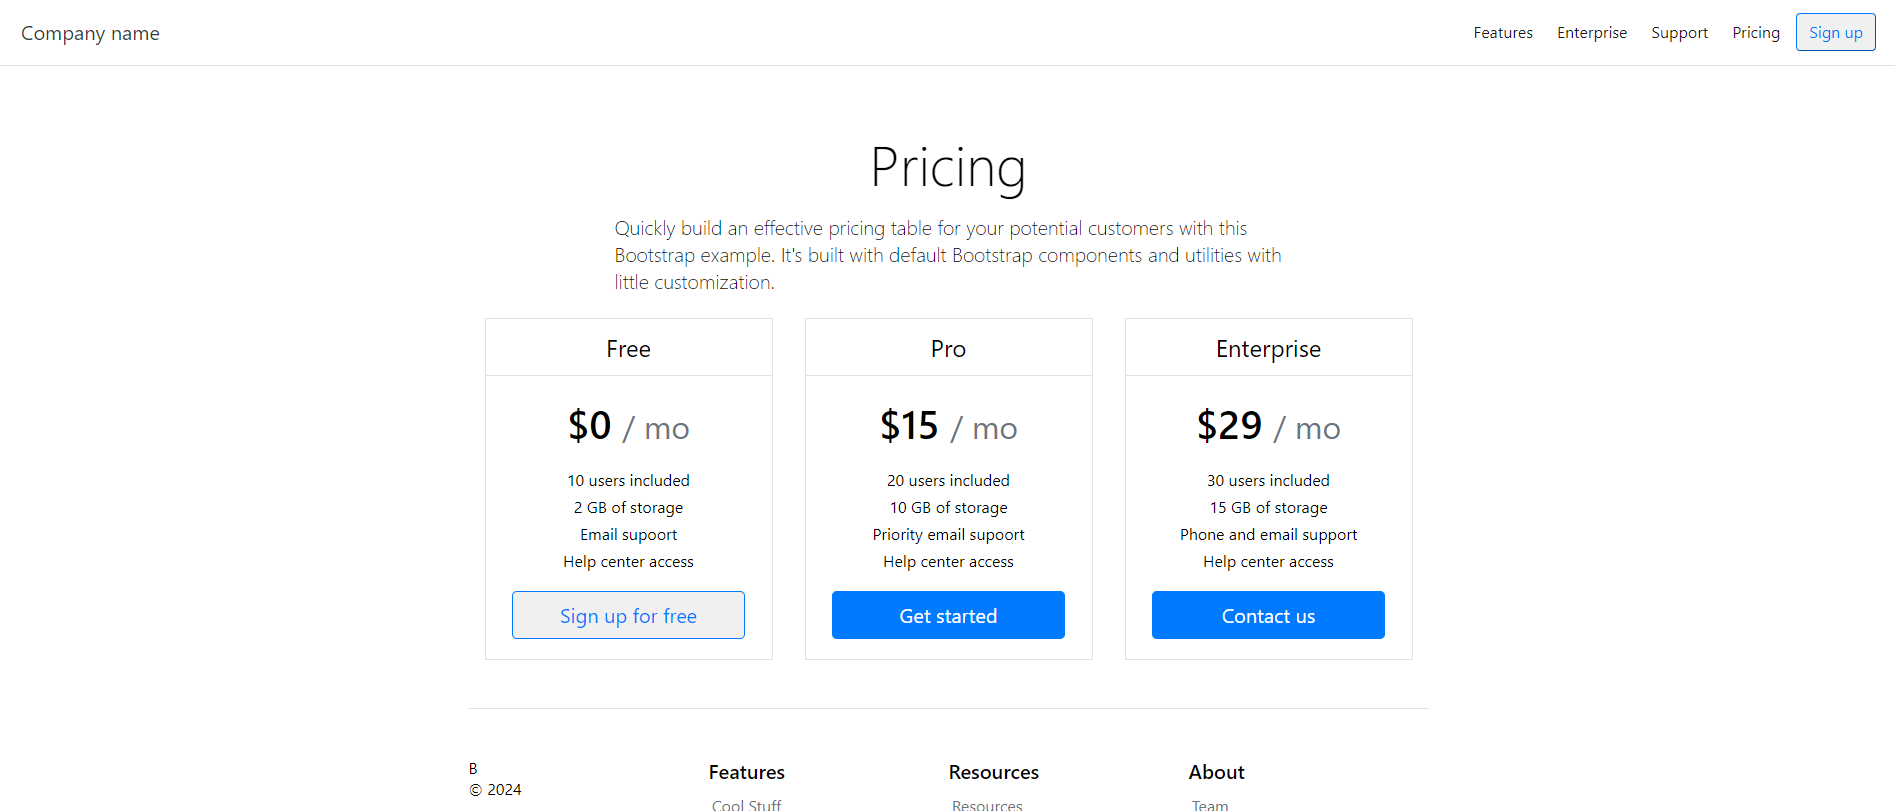 Company name
Features Enterprise Support Pricing Sign up
Pricing
Quickly build an effective pricing table for your potential customers with this
Bootstrap example. It's built with default Bootstrap components and utilities with
little customization.
Free
$0 / mo
10 users included
2 GB of storage
Email supoort
Help center access
Sign up for free
Pro
$15 / mo
20 users included
10 GB of storage
Priority email supoort
Help center access
Get started
Enterprise
$29 / mo
30 users included
15 GB of storage
Phone and email support
Help center access
Contact us
B
© 2024
Features
Cool Stuff
Resources
Resources
About
Team